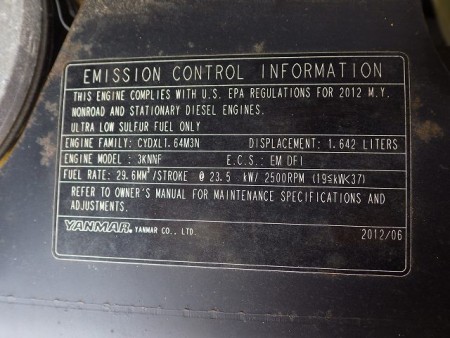 EMISSION CONTROL INFORMATION
THIS ENGINE COMPLIES WITH U.S. EPA REGULATIONS FOR 2012 M.Y.
NONROAD AND STATIONARY DIESEL ENGINES.
ULTRA LOW SULFUR FUEL ONLY
ENGINE FAMILY: CYDXL1.64M3N DISPLACEMENT: 1.642 LITERS
ENGINE MODEL : 3KNNF E.C.S.: EM DFI
FUEL RATE: 29.6MM³/STROKE @ 23.5 kW/ 2500RPM (19≤kW<37)
REFER TO OWNER'S MANUAL FOR MAINTENANCE SPECIFICATIONS AND
ADJUSTMENTS.
YANMAR. YANMAR CO., LTD. 2012/06